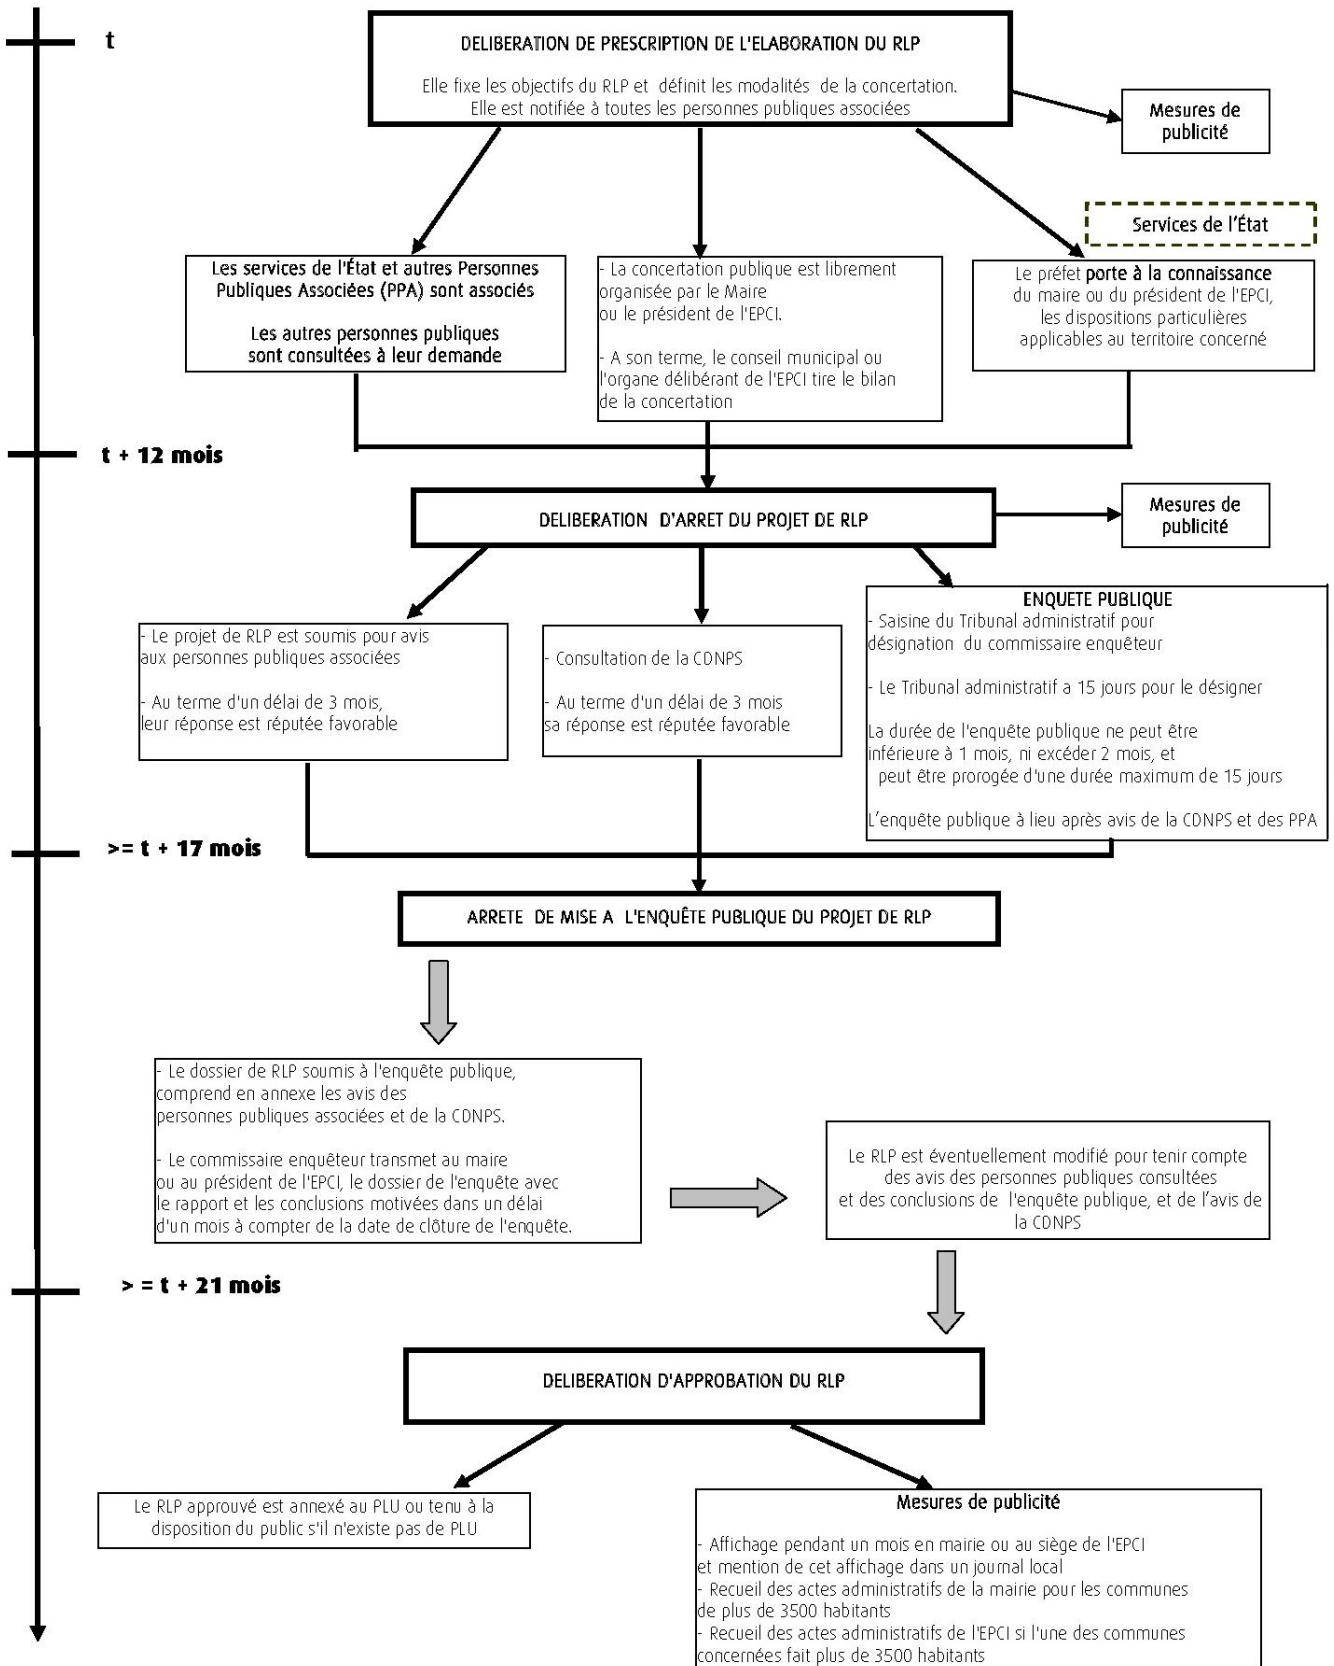 t
DELIBERATION DE PRESCRIPTION DE L'ELABORATION DU RLP
Elle fixe les objectifs du RLP et définit les modalités de la concertation.
Elle est notifiée à toutes les personnes publiques associées
Mesures de
publicité
Services de l'État
Les services de l'État et autres Personnes
Publiques Associées (PPA) sont associés
Les autres personnes publiques
sont consultées à leur demande
- La concertation publique est librement
organisée par le Maire
ou le président de l'EPCI.
- A son terme, le conseil municipal ou
l'organe délibérant de l'EPCI tire le bilan
de la concertation
Le préfet porte à la connaissance
du maire ou du président de l'EPCI,
les dispositions particulières
applicables au territoire concerné
t + 12 mois
DELIBERATION D'ARRET DU PROJET DE RLP
Mesures de
publicité
- Le projet de RLP est soumis pour avis
aux personnes publiques associées
- Au terme d'un délai de 3 mois,
leur réponse est réputée favorable
- Consultation de la CDNPS
- Au terme d'un délai de 3 mois
sa réponse est réputée favorable
ENQUETE PUBLIQUE
- Saisine du Tribunal administratif pour
désignation du commissaire enquêteur
- Le Tribunal administratif a 15 jours pour le désigner
La durée de l'enquête publique ne peut être
inférieure à 1 mois, ni excéder 2 mois, et
peut être prorogée d'une durée maximum de 15 jours
L'enquête publique à lieu après avis de la CDNPS et des PPA
>= t + 17 mois
ARRETE DE MISE A L'ENQUÊTE PUBLIQUE DU PROJET DE RLP
- Le dossier de RLP soumis à l'enquête publique,
comprend en annexe les avis des
personnes publiques associées et de la CDNPS.
- Le commissaire enquêteur transmet au maire
ou au président de l'EPCI, le dossier de l'enquête avec
le rapport et les conclusions motivées dans un délai
d'un mois à compter de la date de clôture de l'enquête.
Le RLP est éventuellement modifié pour tenir compte
des avis des personnes publiques consultées
et des conclusions de l'enquête publique, et de l'avis de
la CDNPS
> = t + 21 mois
DELIBERATION D'APPROBATION DU RLP
Le RLP approuvé est annexé au PLU ou tenu à la
disposition du public s'il n'existe pas de PLU
Mesures de publicité
- Affichage pendant un mois en mairie ou au siège de l'EPCI
et mention de cet affichage dans un journal local
- Recueil des actes administratifs de la mairie pour les communes
de plus de 3500 habitants
- Recueil des actes administratifs de l'EPCI si l'une des communes
concernées fait plus de 3500 habitants